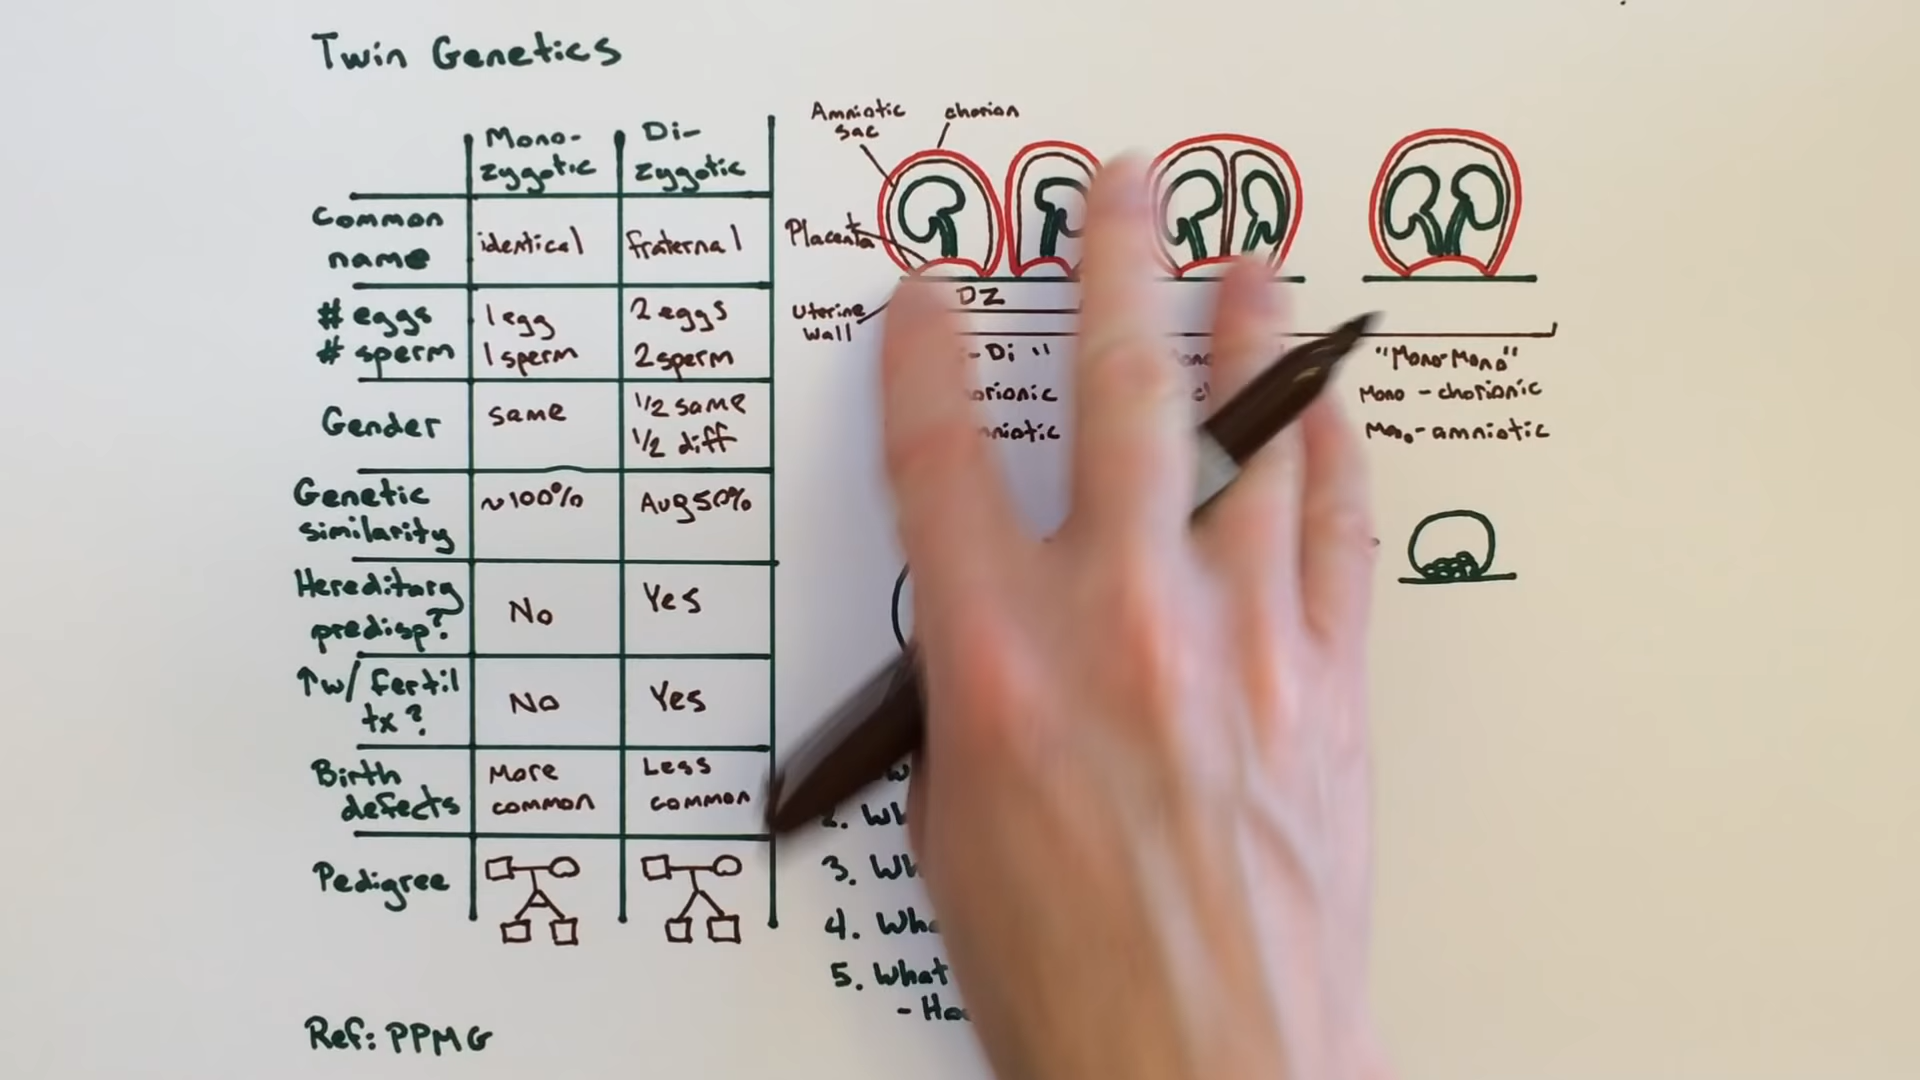 Twin Genetics
Mono-
zygotic
Di-
zygotic
Common
name
identical
fraternal
# eggs
# sperm
1 egg
1 sperm
2 eggs
2 sperm
Gender
same
1/2 same
1/2 diff
Genetic
similarity
~100%
Avg 50%
Hereditary
predisp?
No
Yes
↑w/ fertil
tx?
No
Yes
Birth
defects
More
common
Less
common
Pedigree
Ref: PPMG
Amniotic
sac
chorion
Placenta
Uterine
wall
DZ
-Di"
"Mono-Mono"
Mono-chorionic
Mono-amniotic
2.
3.
4.
5. What